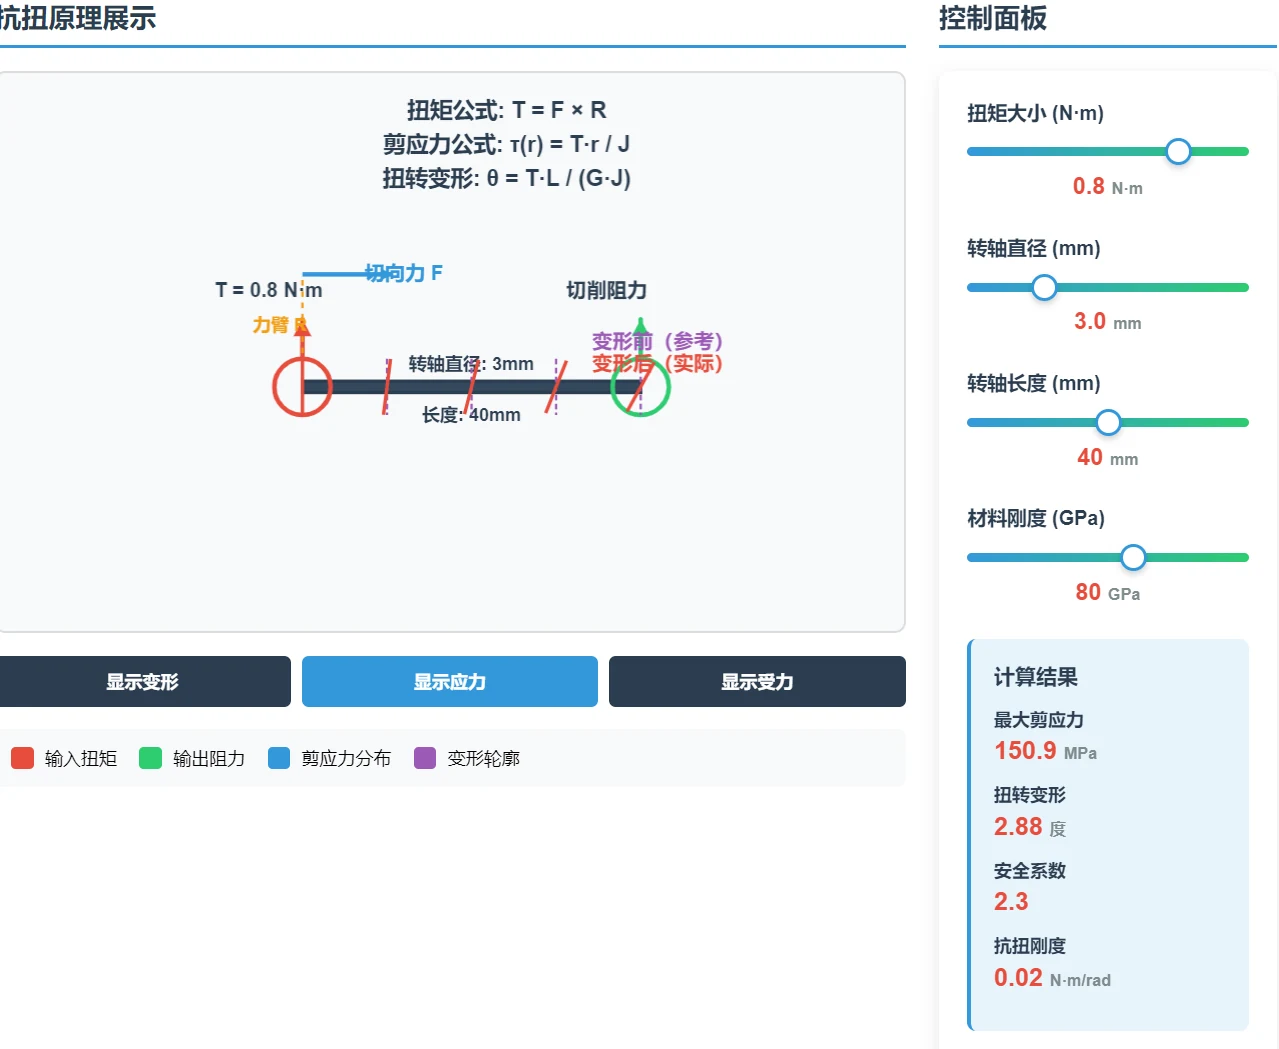 抗扭原理展示
扭矩公式: T = F × R
剪应力公式: τ(r) = T·r / J
扭转变形: θ = T·L / (G·J)
切向力 F
T = 0.8 N·m
切削阻力
力臂 R
变形前（参考）
变形后（实际）
转轴直径: 3mm
长度: 40mm
显示变形
显示应力
显示受力
输入扭矩
输出阻力
剪应力分布
变形轮廓
控制面板
扭矩大小 (N·m)
0.8 N·m
转轴直径 (mm)
3.0 mm
转轴长度 (mm)
40 mm
材料刚度 (GPa)
80 GPa
计算结果
最大剪应力
150.9 MPa
扭转变形
2.88 度
安全系数
2.3
抗扭刚度
0.02 N·m/rad